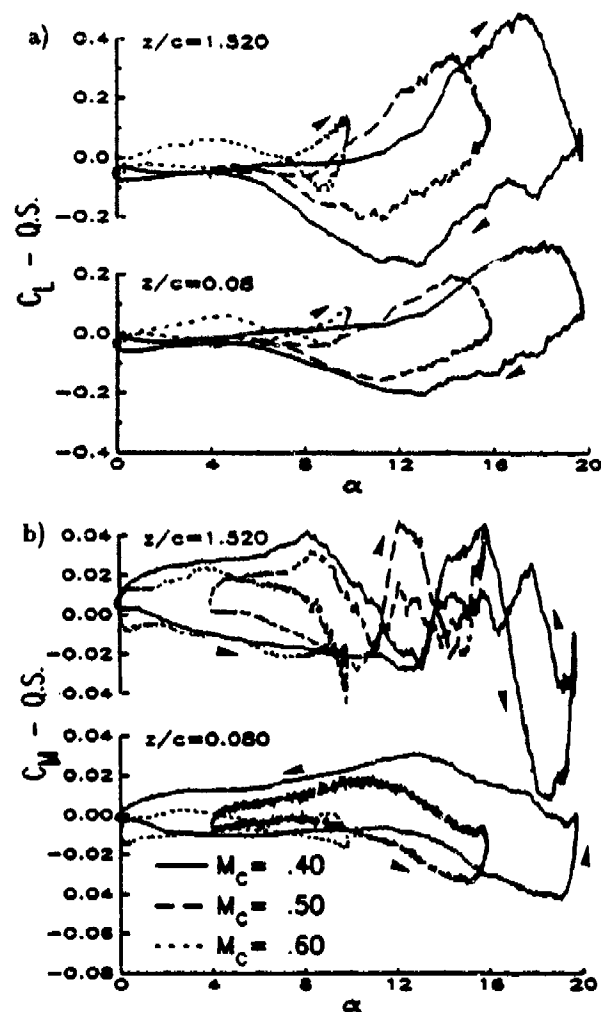 a)
z/c=1.520
0.4
0.2
0.0
-0.2
z/c=0.08
0.2
0.0
-0.2
-0.4
C_L - Q.S.
0 4 8 12 16 20
α
b)
z/c=1.520
0.04
0.02
0.00
-0.02
0.04
z/c=0.080
0.04
0.02
0.00
-0.02
-0.04
-0.06
-0.08
C_M - Q.S.
M_C = .40
M_C = .50
M_C = .60
0 4 8 12 16 20
α